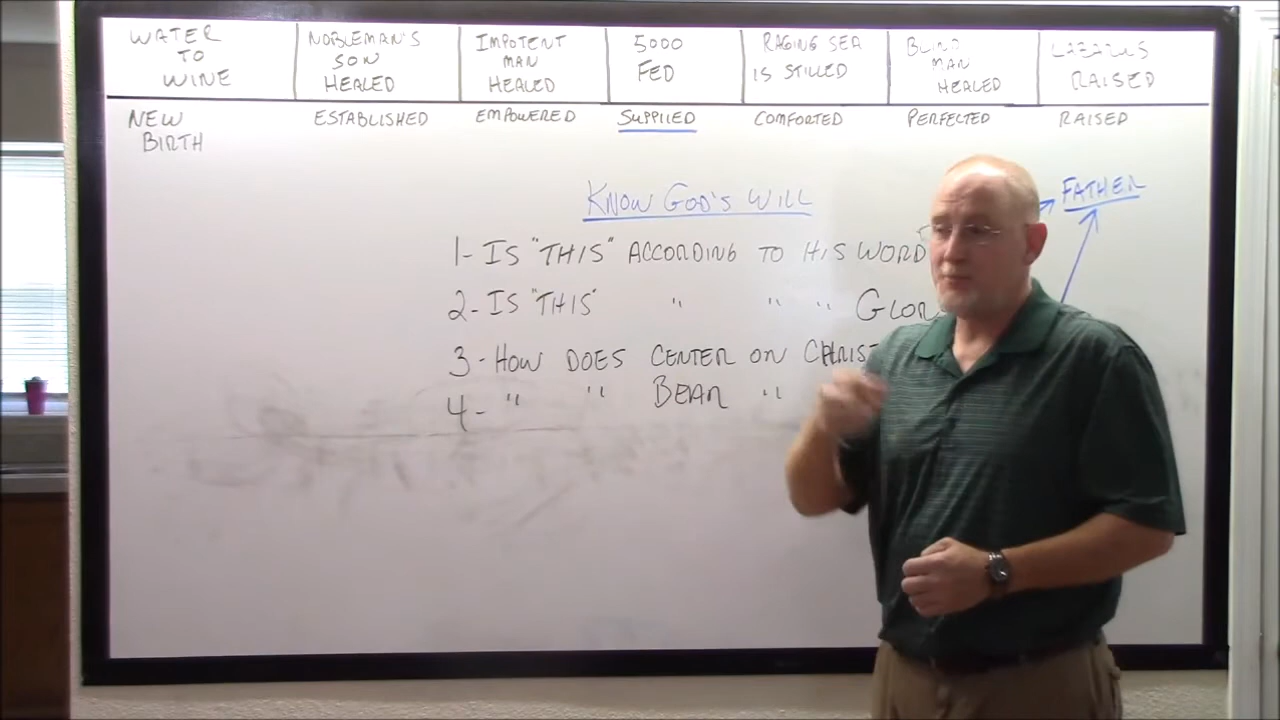 WATER
TO
WINE
NOBLEMAN'S
SON
HEALED
IMPOTENT
MAN
HEALED
5000
FED
RAGING SEA
IS STILLED
BLIND
MAN
HEALED
LAZARUS
RAISED
NEW
BIRTH
ESTABLISHED
EMPOWERED
SUPPLIED
COMFORTED
PERFECTED
RAISED
KNOW GOD'S WILL
FATHER
1- IS "THIS" ACCORDING TO HIS WORD
2- IS "THIS" " " " GLOR
3- HOW DOES CENTER ON CHRIST
4- " " BEAR "